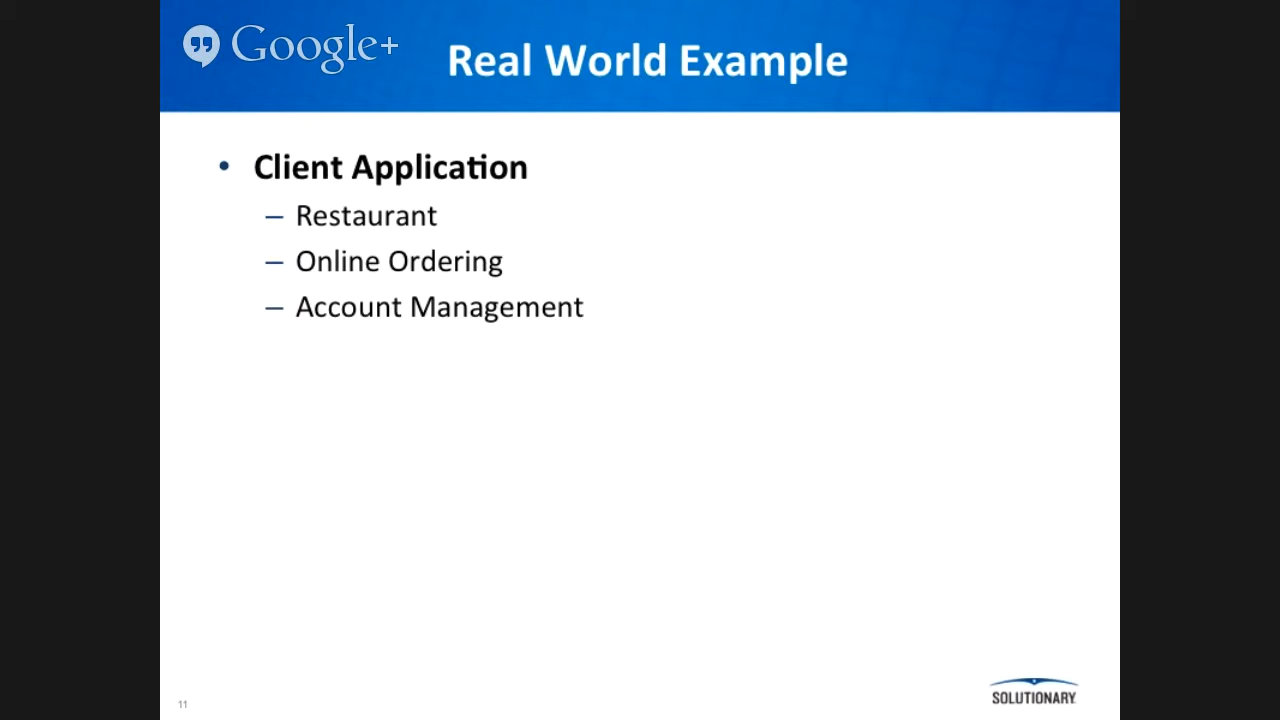 Google+
Real World Example
• Client Application
– Restaurant
– Online Ordering
– Account Management
11
SOLUTIONARY